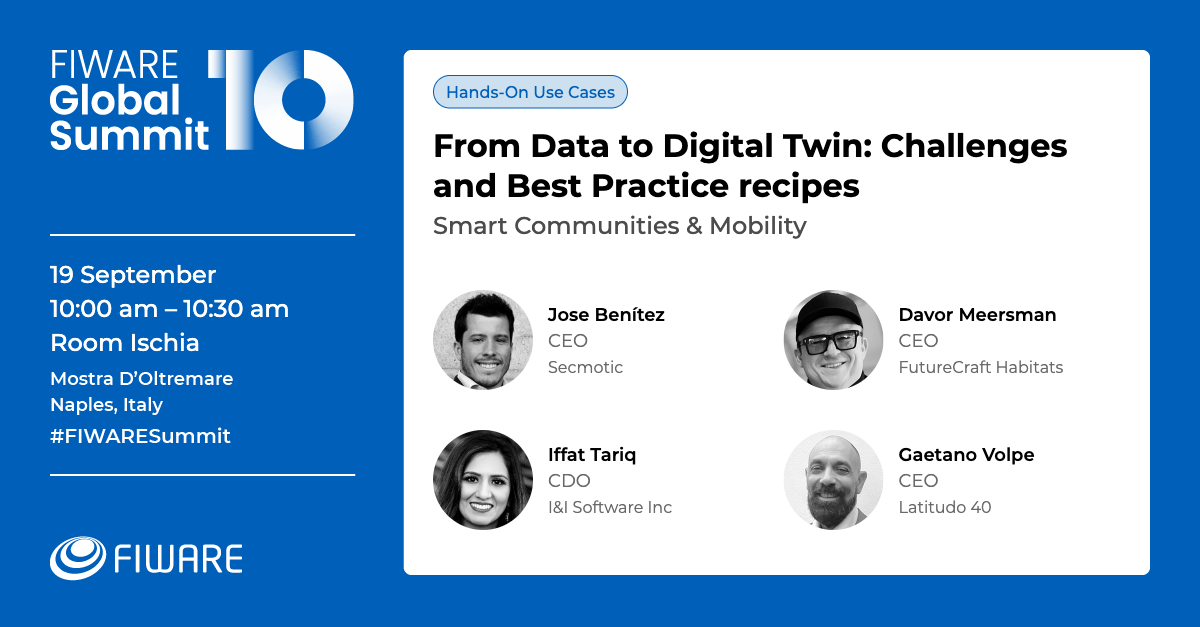 FIWARE
Global
Summit
10
19 September
10:00 am – 10:30 am
Room Ischia
Mostra D'Oltremare
Naples, Italy
#FIWARESummit
FIWARE
Hands-On Use Cases
From Data to Digital Twin: Challenges
and Best Practice recipes
Smart Communities & Mobility
Jose Benítez
CEO
Secmotic
Davor Meersman
CEO
FutureCraft Habitats
Iffat Tariq
CDO
I&I Software Inc
Gaetano Volpe
CEO
Latitudo 40